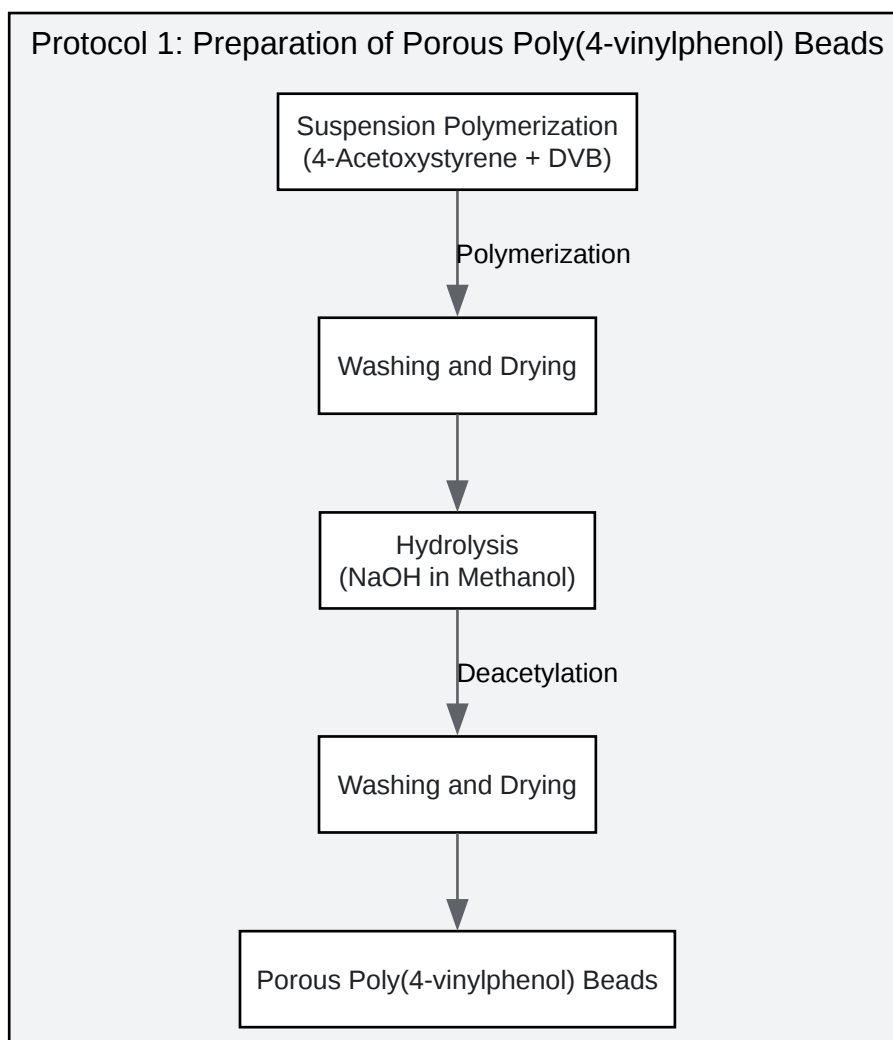 Protocol 1: Preparation of Porous Poly(4-vinylphenol) Beads
Suspension Polymerization
(4-Acetoxystyrene + DVB)
Polymerization
Washing and Drying
Hydrolysis
(NaOH in Methanol)
Deacetylation
Washing and Drying
Porous Poly(4-vinylphenol) Beads